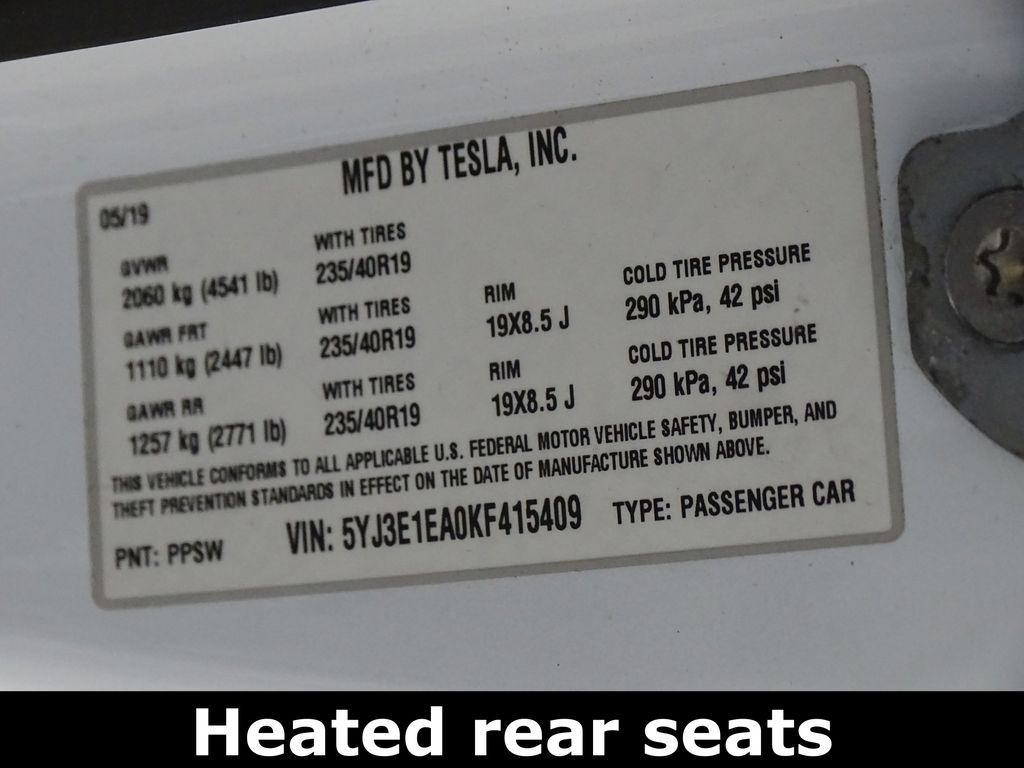 MFD BY TESLA, INC.
05/19
GVWR
2060 kg (4541 lb)
WITH TIRES
235/40R19
GAWR FRT
1110 kg (2447 lb)
WITH TIRES
235/40R19
RIM
19X8.5 J
COLD TIRE PRESSURE
290 kPa, 42 psi
GAWR RR
1257 kg (2771 lb)
WITH TIRES
235/40R19
RIM
19X8.5 J
COLD TIRE PRESSURE
290 kPa, 42 psi
THIS VEHICLE CONFORMS TO ALL APPLICABLE U.S. FEDERAL MOTOR VEHICLE SAFETY, BUMPER, AND
THEFT PREVENTION STANDARDS IN EFFECT ON THE DATE OF MANUFACTURE SHOWN ABOVE.
PNT: PPSW VIN: 5YJ3E1EA0KF415409 TYPE: PASSENGER CAR
Heated rear seats